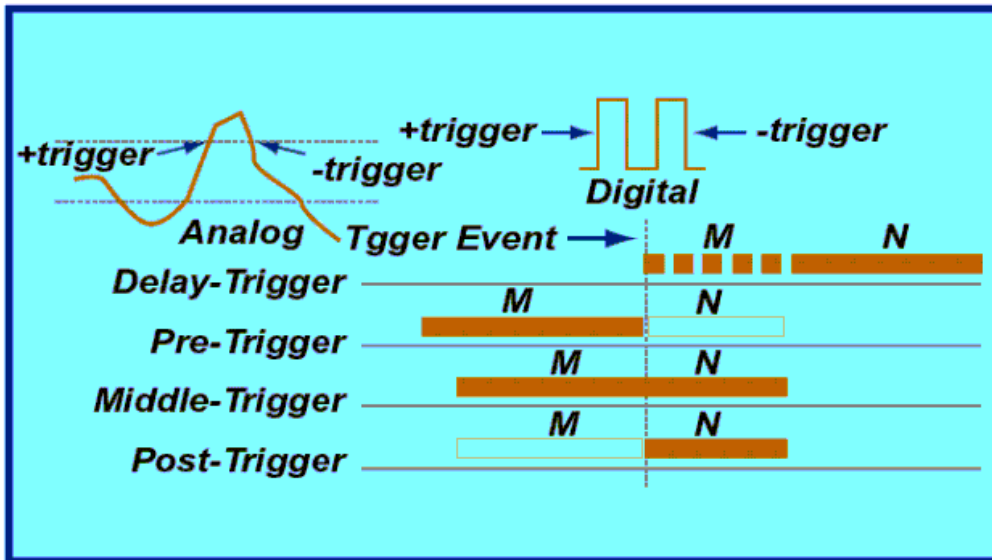 +trigger
-trigger
+trigger
-trigger
Digital
Analog
Tgger Event
M N
Delay-Trigger
M N
Pre-Trigger
M N
Middle-Trigger
M N
Post-Trigger